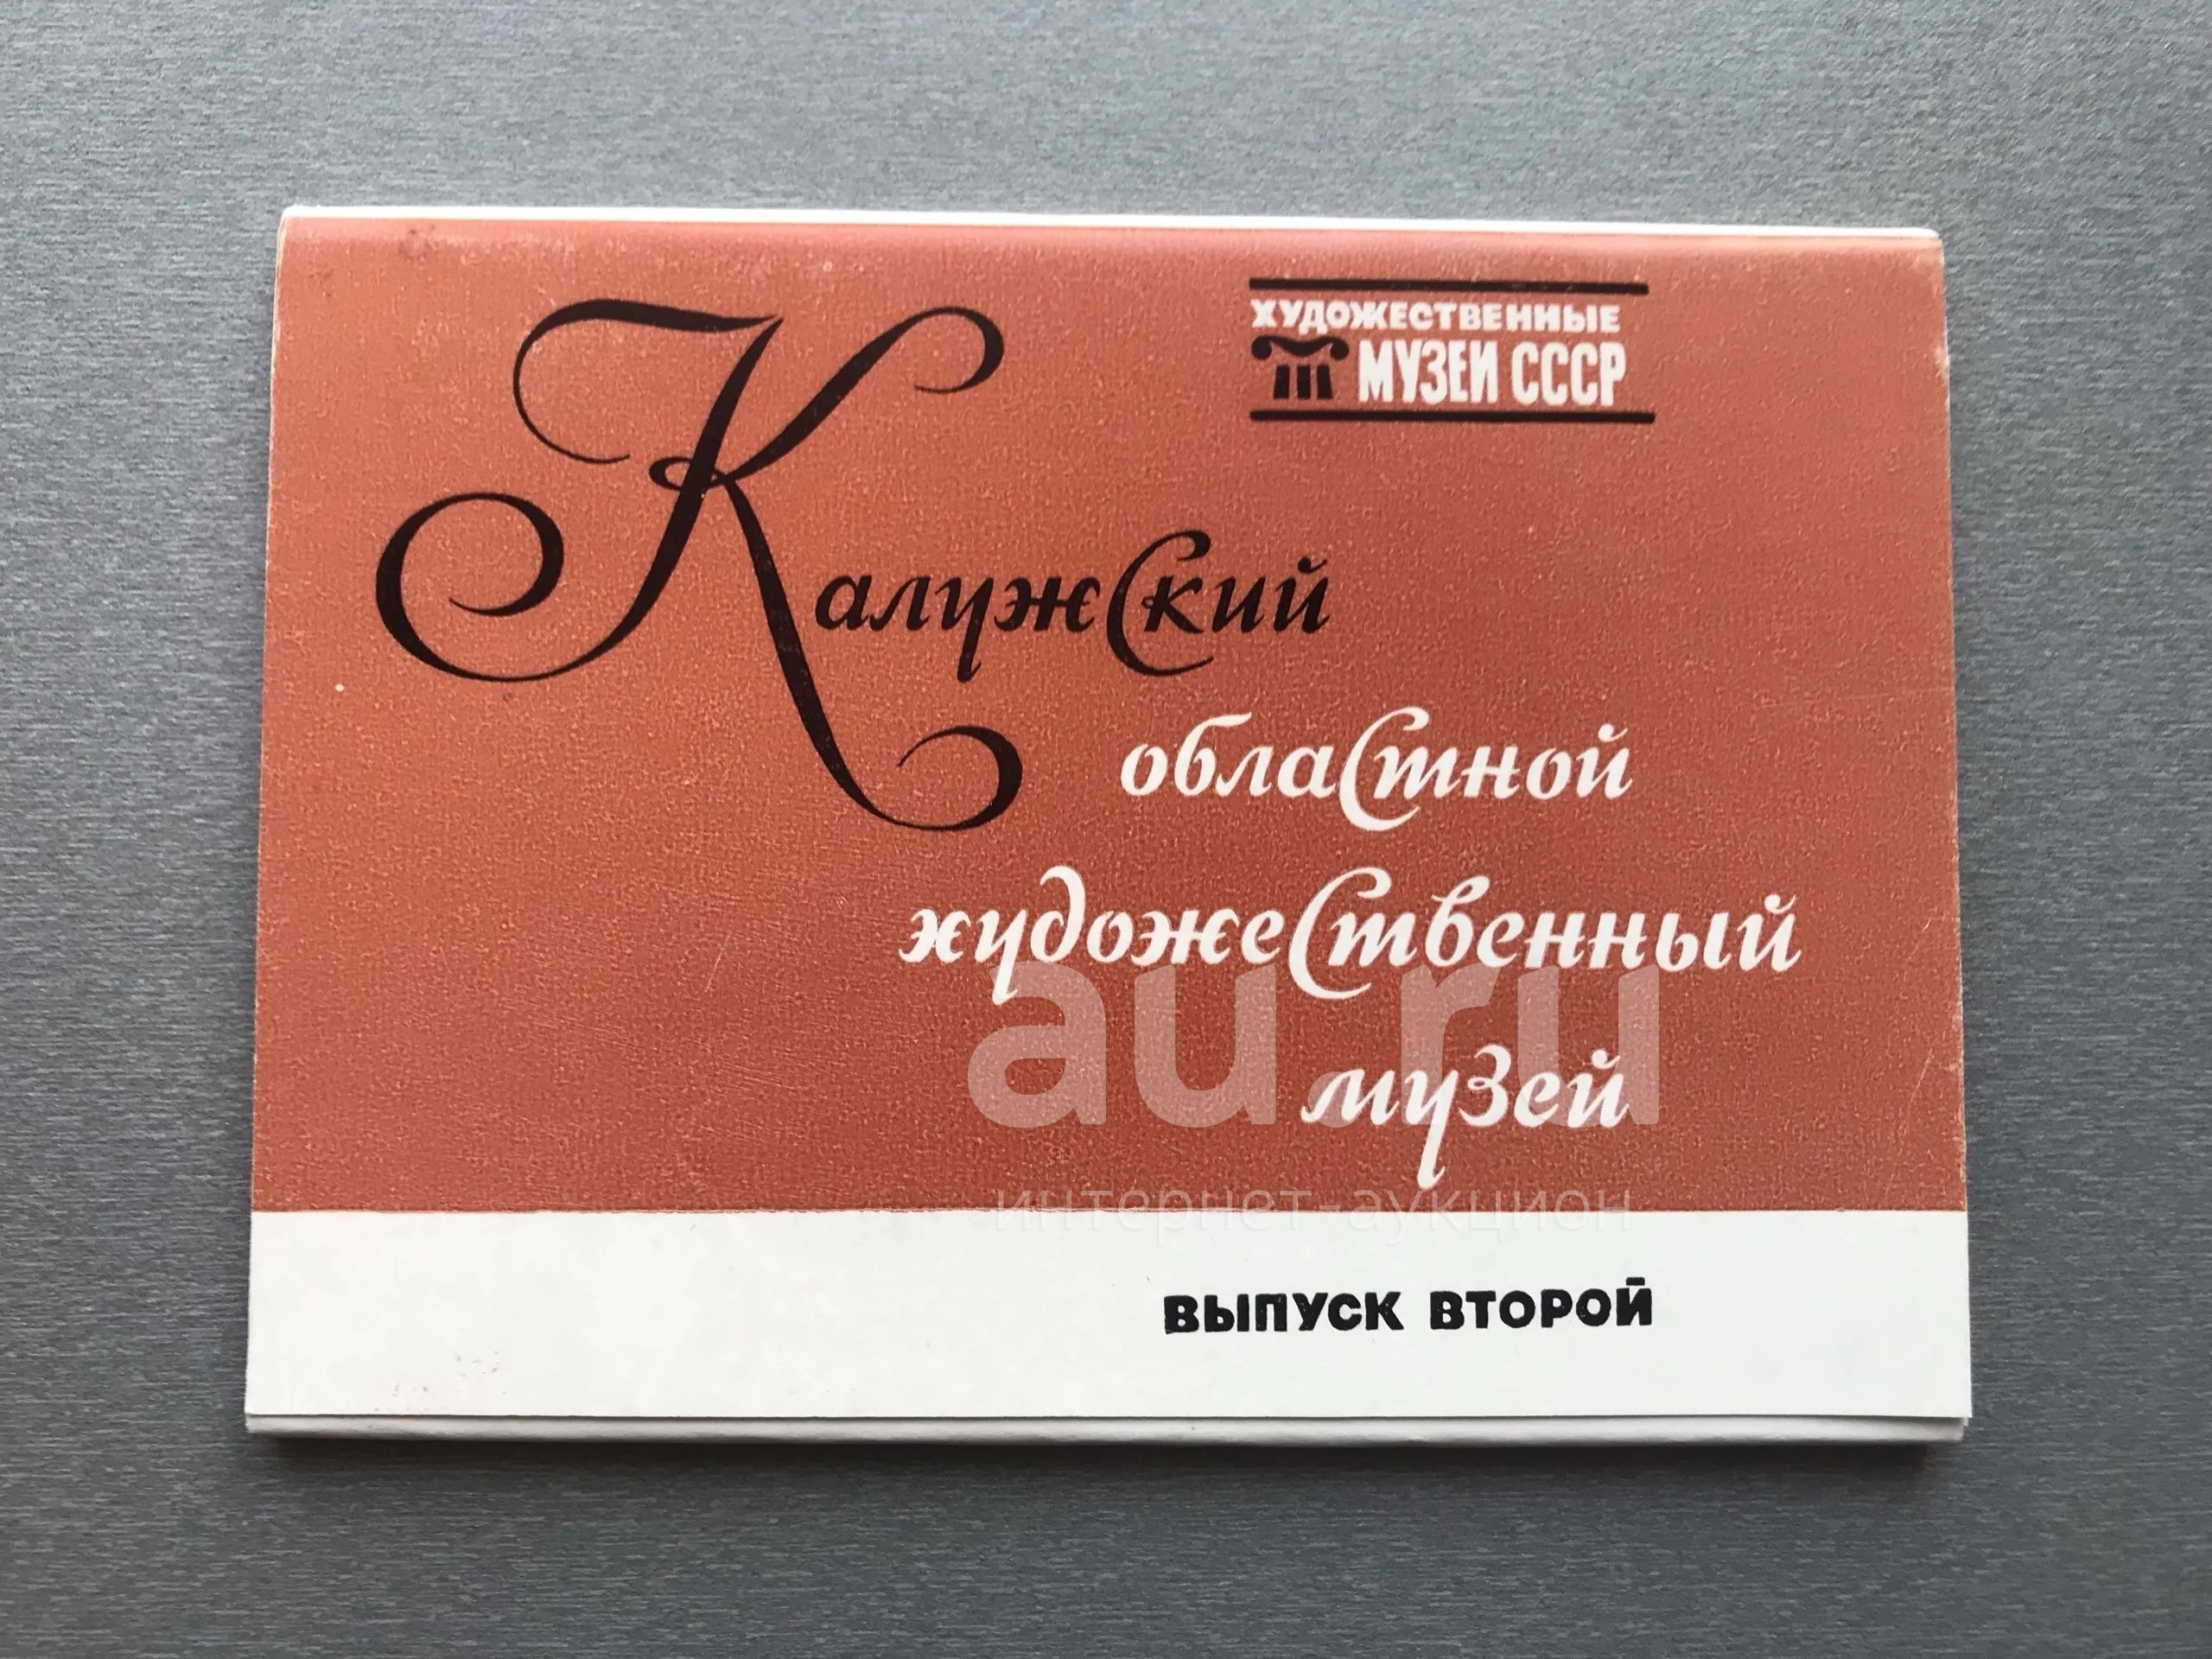 ХУДОЖЕСТВЕННЫЕ
МУЗЕИ СССР
Калужский
областной
художественный
музей
au.ru
интернет-аукцион
ВЫПУСК ВТОРОЙ